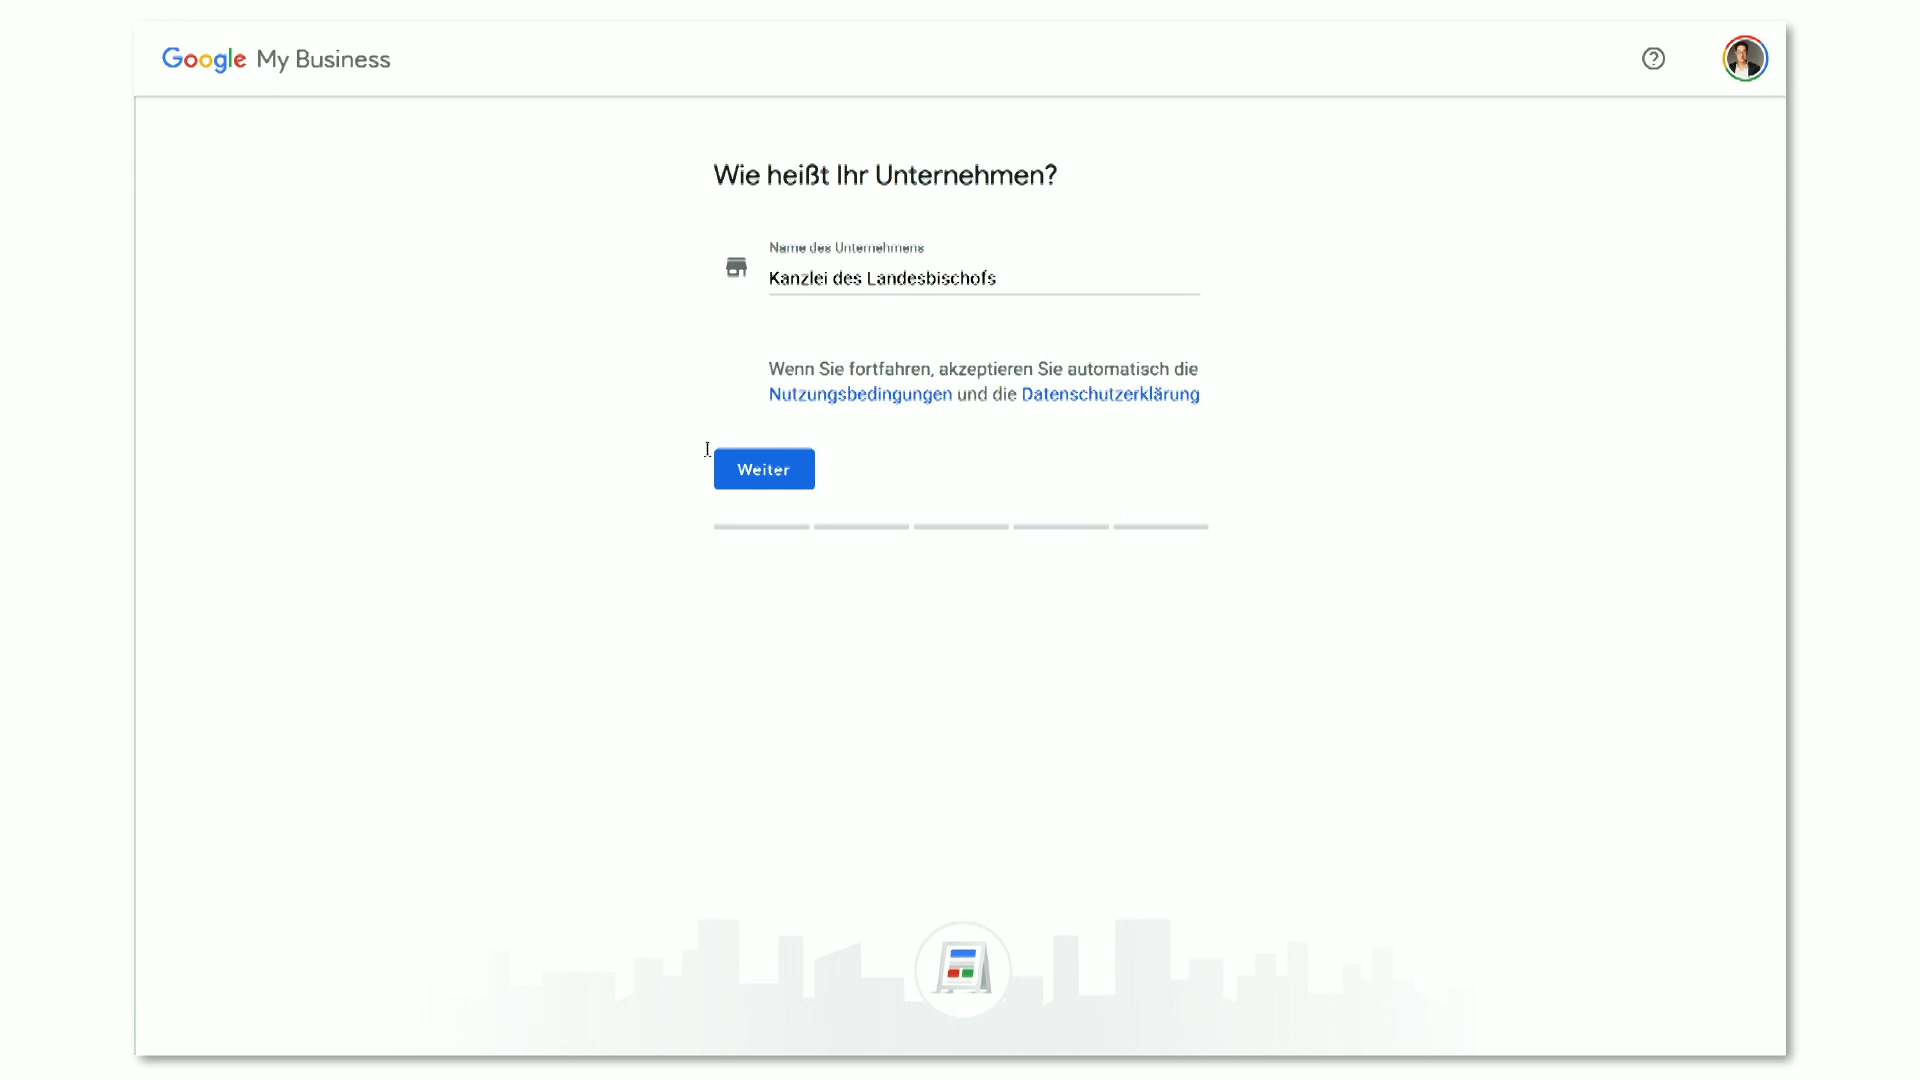 Google My Business
Wie heißt Ihr Unternehmen?
Name des Unternehmens
Kanzlei des Landesbischofs
Wenn Sie fortfahren, akzeptieren Sie automatisch die
Nutzungsbedingungen und die Datenschutzerklärung
Weiter